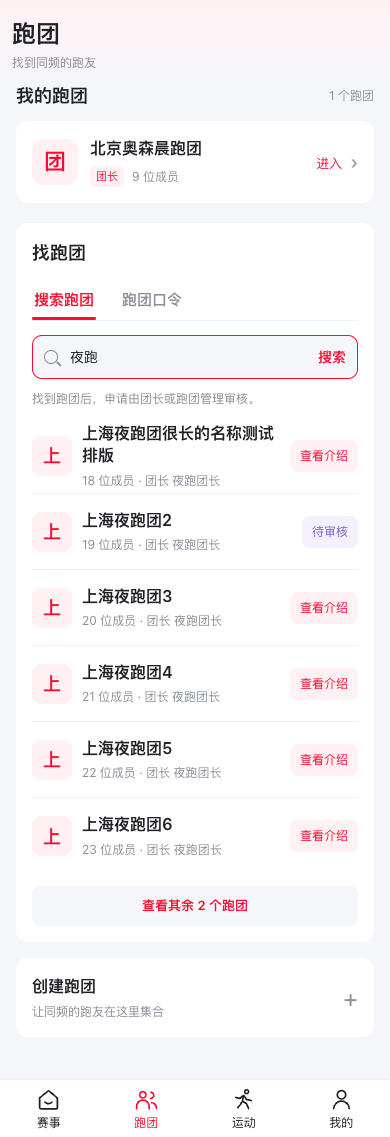 跑团
找到同频的跑友
我的跑团
1 个跑团
团
北京奥森晨跑团
团长
9 位成员
进入
找跑团
搜索跑团
跑团口令
夜跑
搜索
找到跑团后，申请由团长或跑团管理审核。
上
上海夜跑团很长的名称测试
排版
18 位成员 · 团长 夜跑团长
查看介绍
上
上海夜跑团2
19 位成员 · 团长 夜跑团长
待审核
上
上海夜跑团3
20 位成员 · 团长 夜跑团长
查看介绍
上
上海夜跑团4
21 位成员 · 团长 夜跑团长
查看介绍
上
上海夜跑团5
22 位成员 · 团长 夜跑团长
查看介绍
上
上海夜跑团6
23 位成员 · 团长 夜跑团长
查看介绍
查看其余 2 个跑团
创建跑团
让同频的跑友在这里集合
赛事
跑团
运动
我的